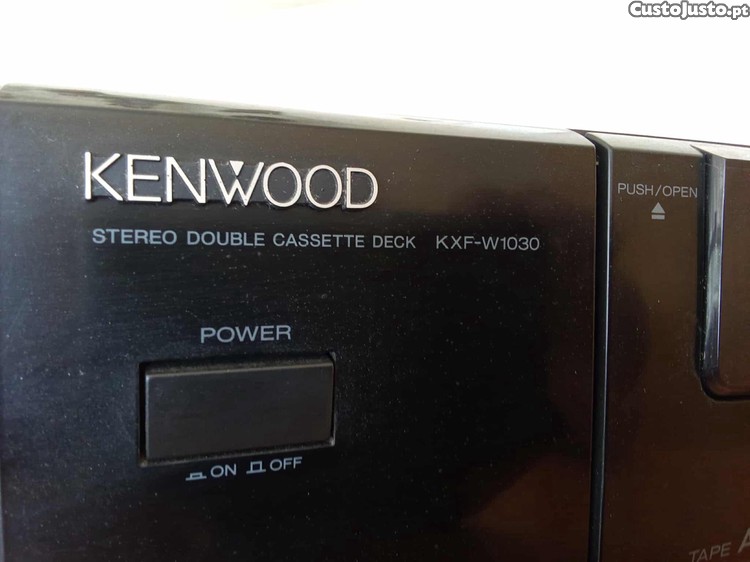 CustoJusto.pt
KENWOOD
STEREO DOUBLE CASSETTE DECK KXF-W1030
PUSH/OPEN
POWER
ON OFF
TAPE A